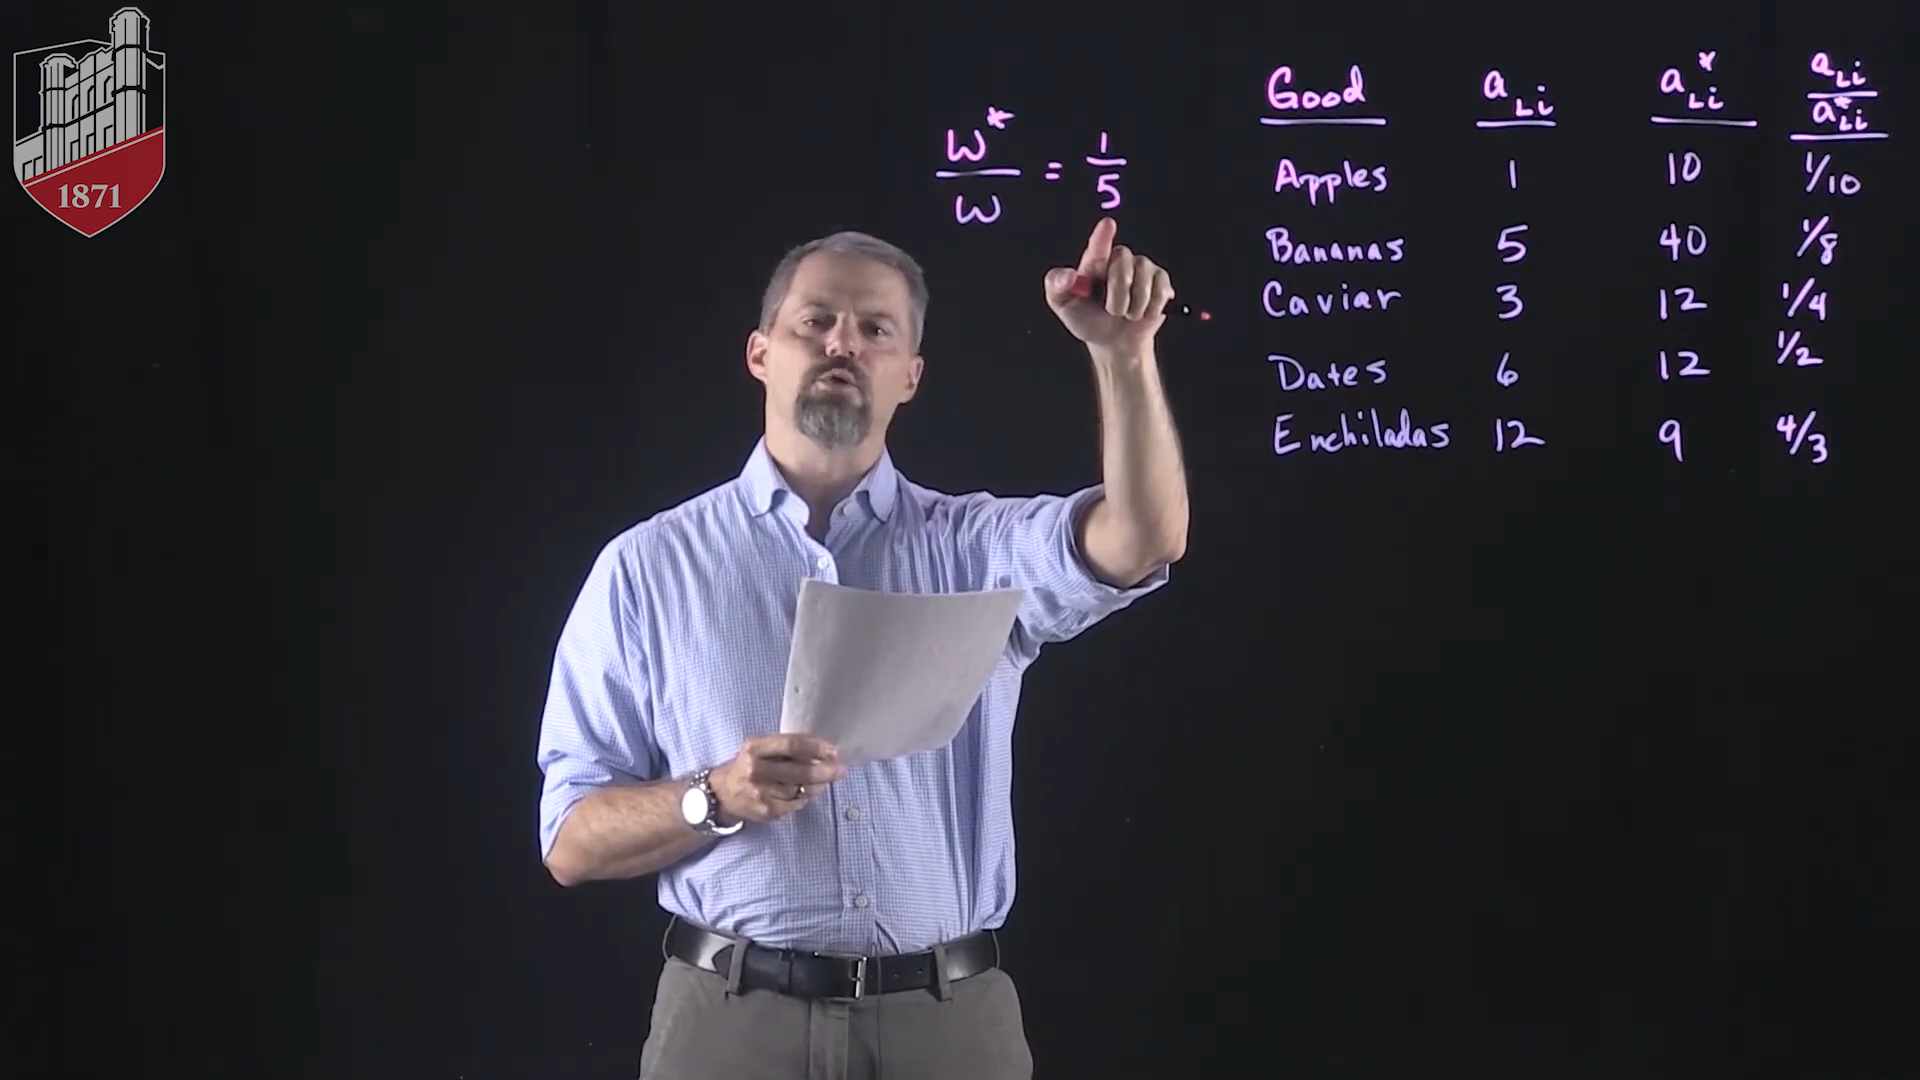 1871
w*/w = 1/5
Good a_Li a*_Li a_Li/a*_Li
Apples 1 10 1/10
Bananas 5 40 1/8
Caviar 3 12 1/4
Dates 6 12 1/2
Enchiladas 12 9 4/3